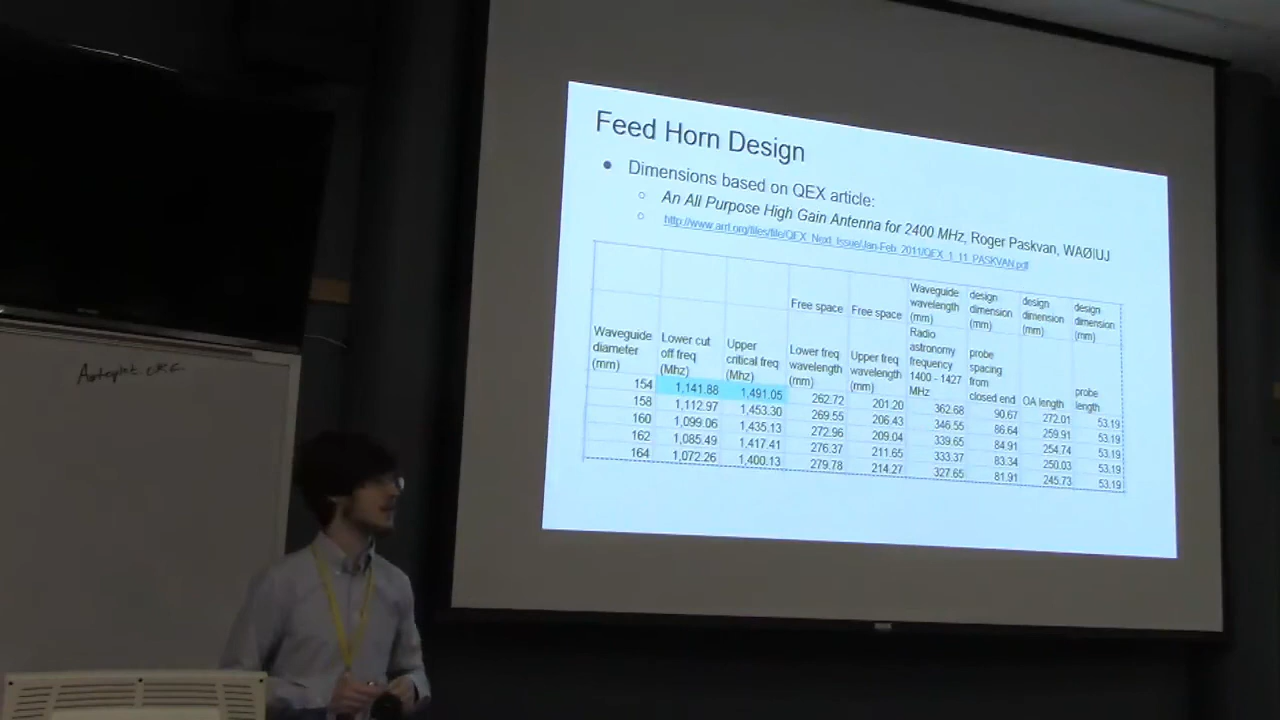 Feed Horn Design
● Dimensions based on QEX article:
○ An All Purpose High Gain Antenna for 2400 MHz, Roger Paskvan, WAØIUJ
○ http://www.arrl.org/files/file/QEX_Next_Issue/Jan-Feb_2011/QEX_1_11_PASKVAN.pdf
Free space Free space Waveguide wavelength (mm) design dimension (mm) design dimension (mm) design dimension (mm)
Waveguide diameter (mm) Lower cut off freq (Mhz) Upper critical freq (Mhz) Lower freq wavelength (mm) Upper freq wavelength (mm) Radio astronomy frequency 1400 - 1427 MHz probe spacing from closed end OA length probe length
154 1,141.88 1,491.05 262.72 201.20 362.68 90.67 272.01 53.19
158 1,112.97 1,453.30 269.55 206.43 346.55 86.64 259.91 53.19
160 1,099.06 1,435.13 272.96 209.04 339.65 84.91 254.74 53.19
162 1,085.49 1,417.41 276.37 211.65 333.37 83.34 250.03 53.19
164 1,072.26 1,400.13 279.78 214.27 327.65 81.91 245.73 53.19